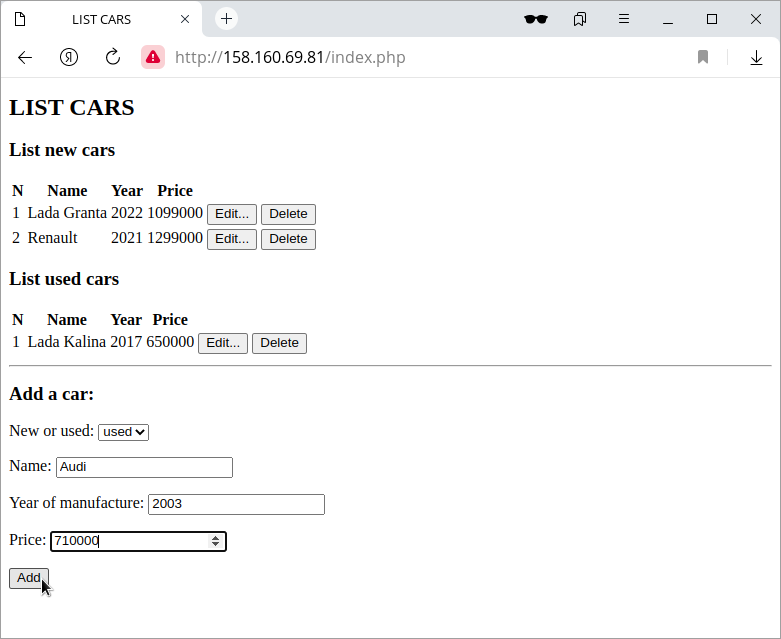 LIST CARS
http://158.160.69.81/index.php
LIST CARS
List new cars
N Name Year Price
1 Lada Granta 2022 1099000 Edit... Delete
2 Renault 2021 1299000 Edit... Delete
List used cars
N Name Year Price
1 Lada Kalina 2017 650000 Edit... Delete
Add a car:
New or used: used
Name: Audi
Year of manufacture: 2003
Price: 710000
Add